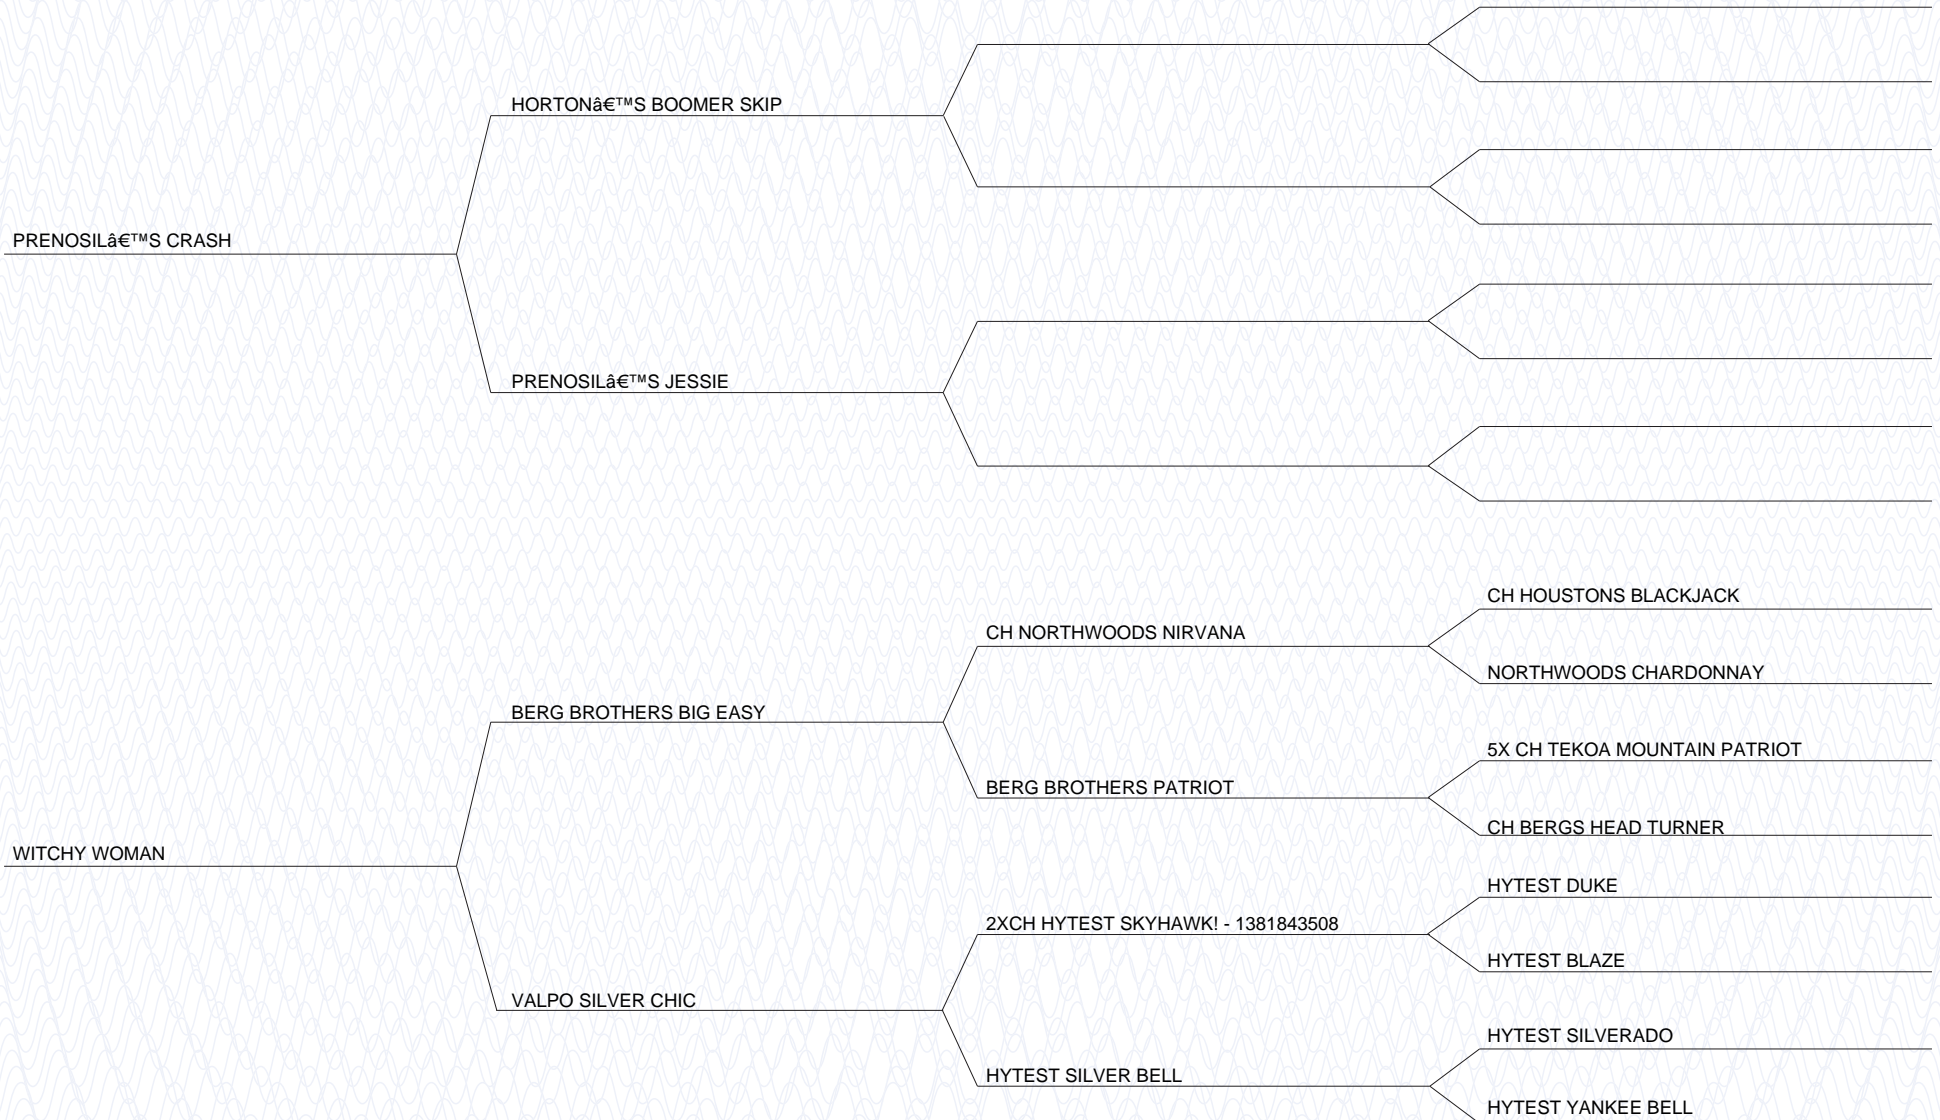 HORTONâ€™S BOOMER SKIP
PRENOSILâ€™S CRASH
PRENOSILâ€™S JESSIE
CH HOUSTONS BLACKJACK
CH NORTHWOODS NIRVANA
NORTHWOODS CHARDONNAY
BERG BROTHERS BIG EASY
5X CH TEKOA MOUNTAIN PATRIOT
BERG BROTHERS PATRIOT
CH BERGS HEAD TURNER
WITCHY WOMAN
HYTEST DUKE
2XCH HYTEST SKYHAWK! - 1381843508
HYTEST BLAZE
VALPO SILVER CHIC
HYTEST SILVERADO
HYTEST SILVER BELL
HYTEST YANKEE BELL